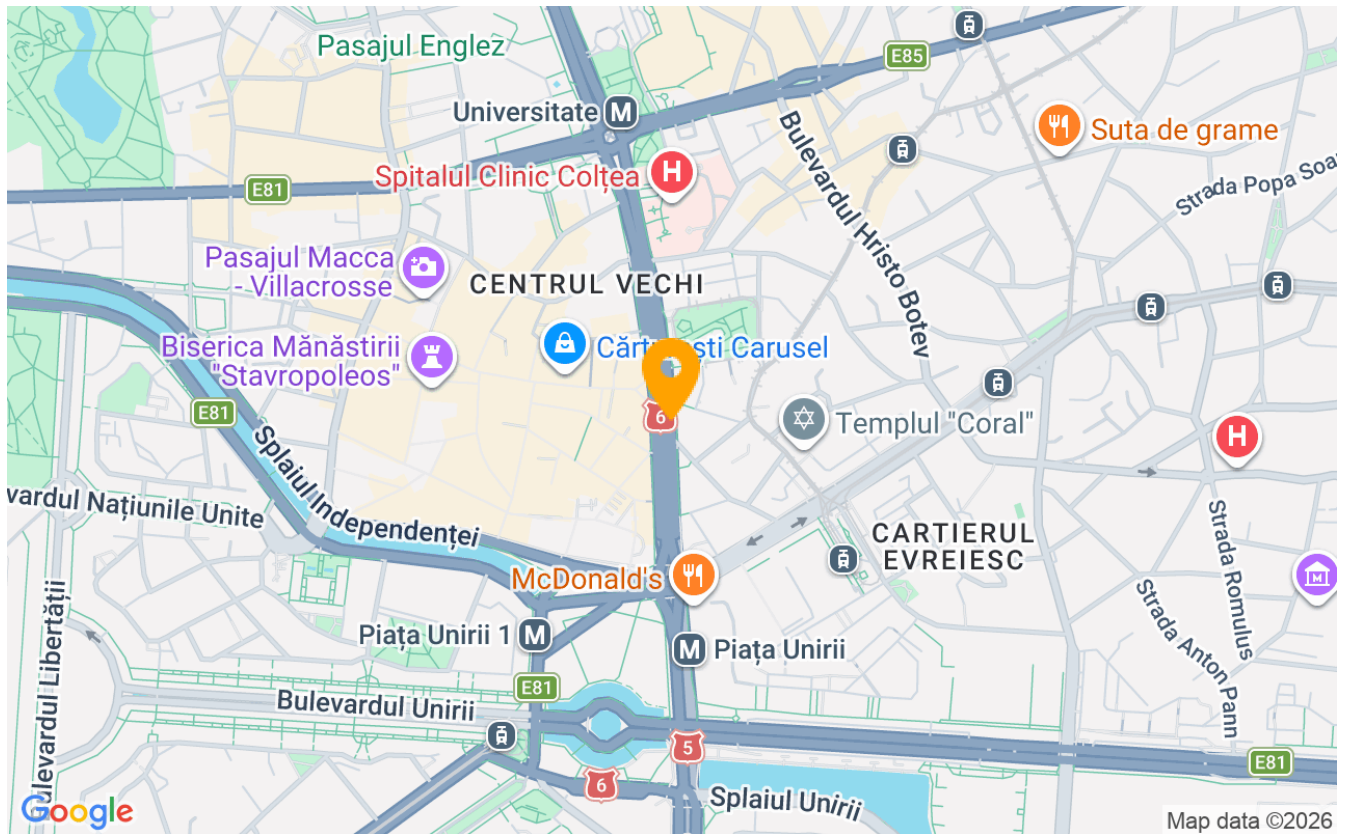 Pasajul Englez
E85
Universitate M
Suta de grame
Bulevardul Hristo Botev
Spitalul Clinic Colțea H
E81
Strada Popa Soar
Pasajul Macca
- Villacrosse
CENTRUL VECHI
Biserica Mănăstirii
"Stavropoleos"
Carusel
E81
6
Templul "Coral"
H
Splaiul Independenței
vardul Națiunile Unite
CARTIERUL
EVREIESC
Strada Romulus
McDonald's
Strada Anton Pann
Piața Unirii 1 M
M Piața Unirii
ulevardul Libertății
E81
Bulevardul Unirii
5
E81
6
Splaiul Unirii
Google
Map data ©2026